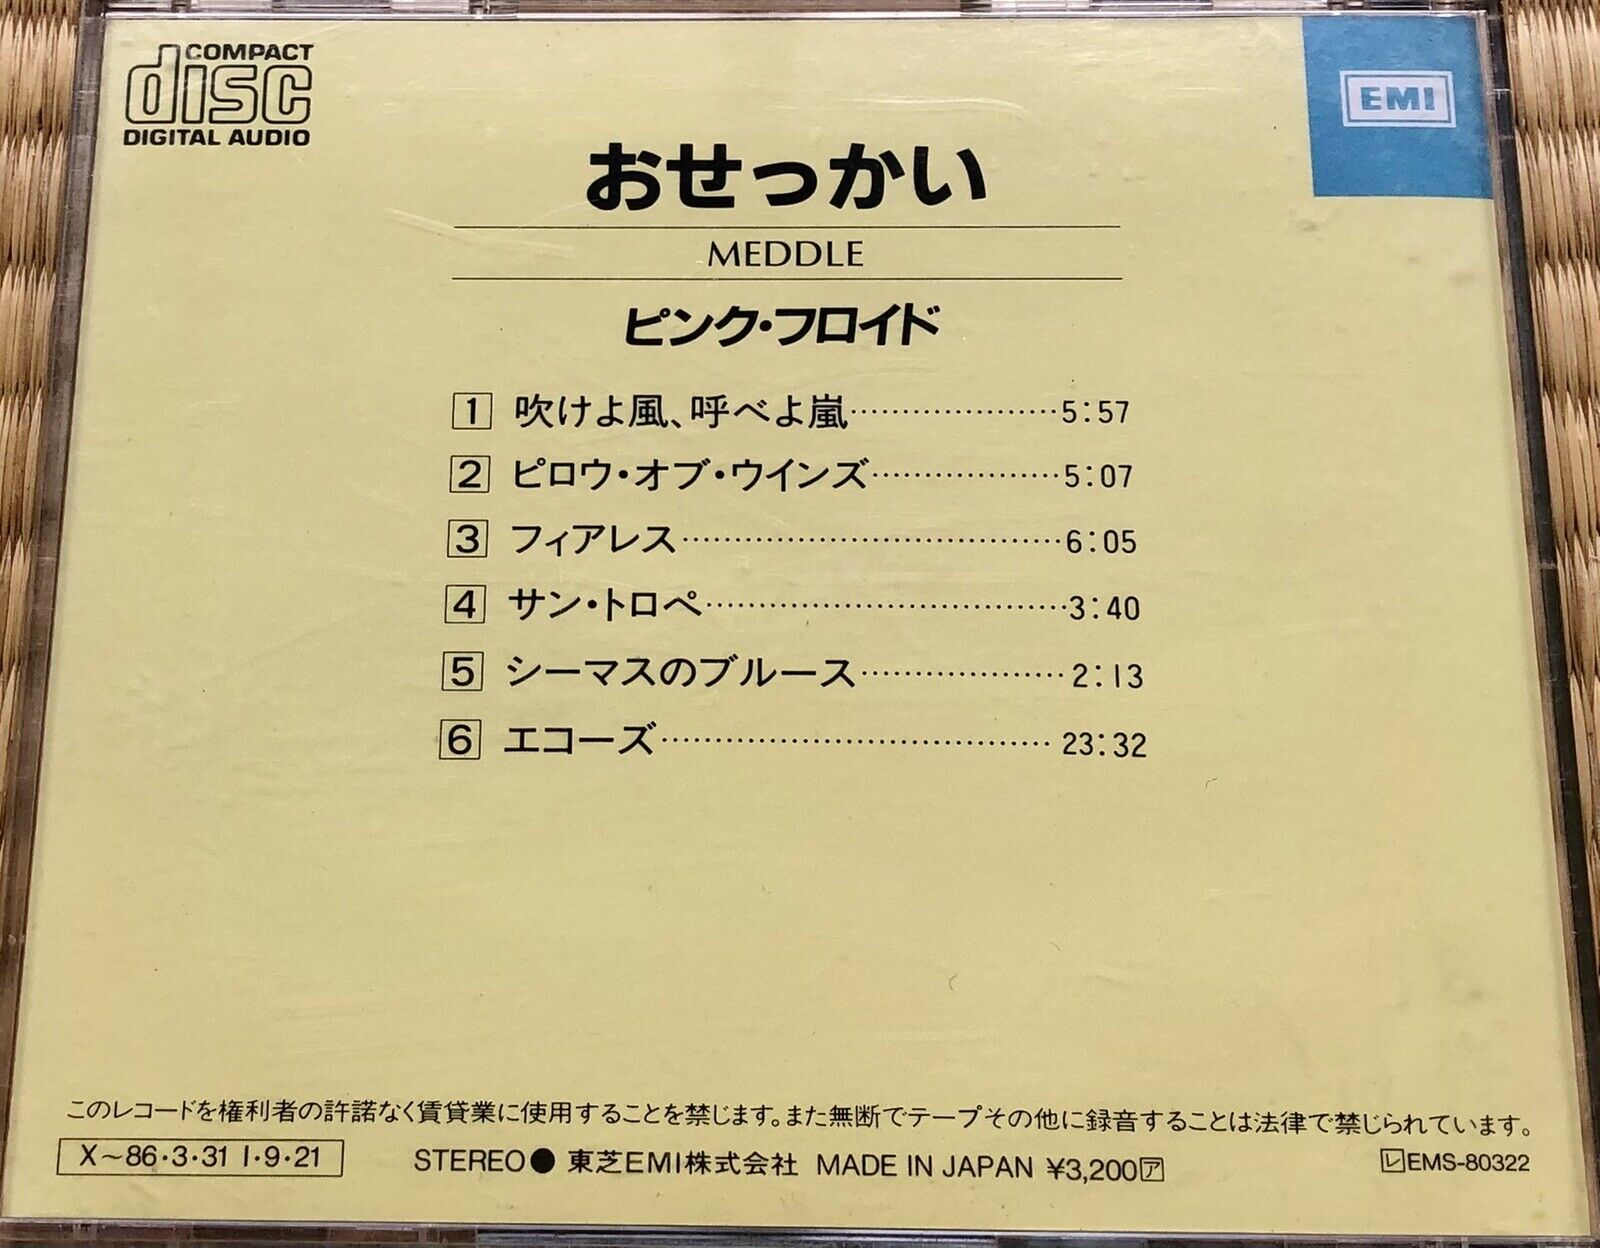 COMPACT
disc
DIGITAL AUDIO
EMI
おせっかい
MEDDLE
ピンク・フロイド
1 吹けよ風、呼べよ嵐 5:57
2 ピロウ・オブ・ウインズ 5:07
3 フィアレス 6:05
4 サン・トロペ 3:40
5 シーマスのブルース 2:13
6 エコーズ 23:32
このレコードを権利者の許諾なく賃貸業に使用することを禁じます。また無断でテープその他に録音することは法律で禁じられています。
X~86・3・31 I・9・21 STEREO● 東芝EMI株式会社 MADE IN JAPAN ¥3,200ア レEMS-80322